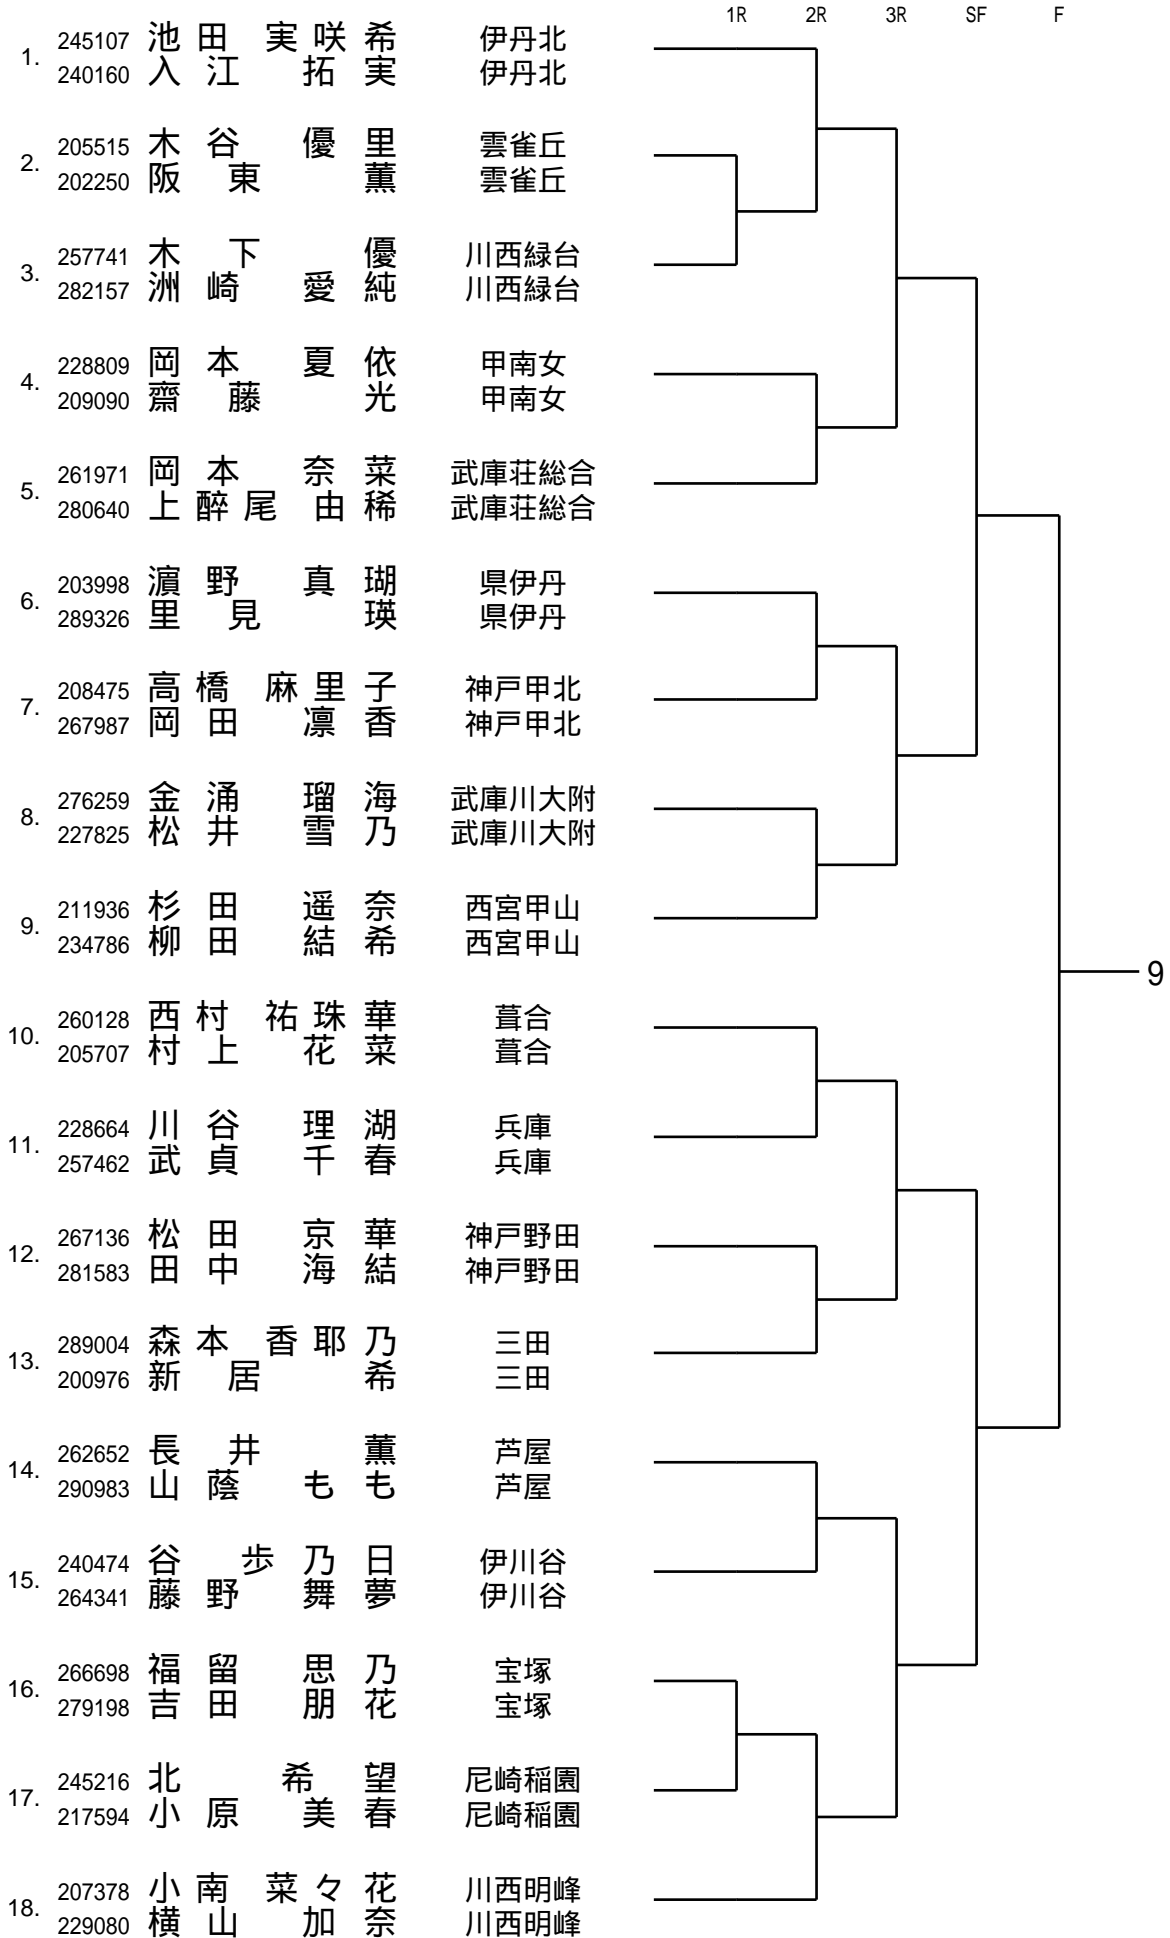 1R 2R 3R SF F
1. 245107 池田 実咲希 伊丹北
240160 入江 拓実 伊丹北
2. 205515 木谷 優里 雲雀丘
202250 阪東 薫 雲雀丘
3. 257741 木下 優 川西緑台
282157 洲崎 愛純 川西緑台
4. 228809 岡本 夏依 甲南女
209090 齋藤 光 甲南女
5. 261971 岡本 奈菜 武庫荘総合
280640 上醉尾 由稀 武庫荘総合
6. 203998 濵野 真瑚 県伊丹
289326 里見 瑛 県伊丹
7. 208475 高橋 麻里子 神戸甲北
267987 岡田 凛香 神戸甲北
8. 276259 金涌 瑠海 武庫川大附
227825 松井 雪乃 武庫川大附
9. 211936 杉田 遥奈 西宮甲山
234786 柳田 結希 西宮甲山
9
10. 260128 西村 祐珠華 葺合
205707 村上 花菜 葺合
11. 228664 川谷 理湖 兵庫
257462 武貞 千春 兵庫
12. 267136 松田 京華 神戸野田
281583 田中 海結 神戸野田
13. 289004 森本 香耶乃 三田
200976 新居 希 三田
14. 262652 長井 薫 芦屋
290983 山蔭 もも 芦屋
15. 240474 谷 歩乃日 伊川谷
264341 藤野 舞夢 伊川谷
16. 266698 福留 思乃 宝塚
279198 吉田 朋花 宝塚
17. 245216 北 希望 尼崎稲園
217594 小原 美春 尼崎稲園
18. 207378 小南 菜々花 川西明峰
229080 横山 加奈 川西明峰